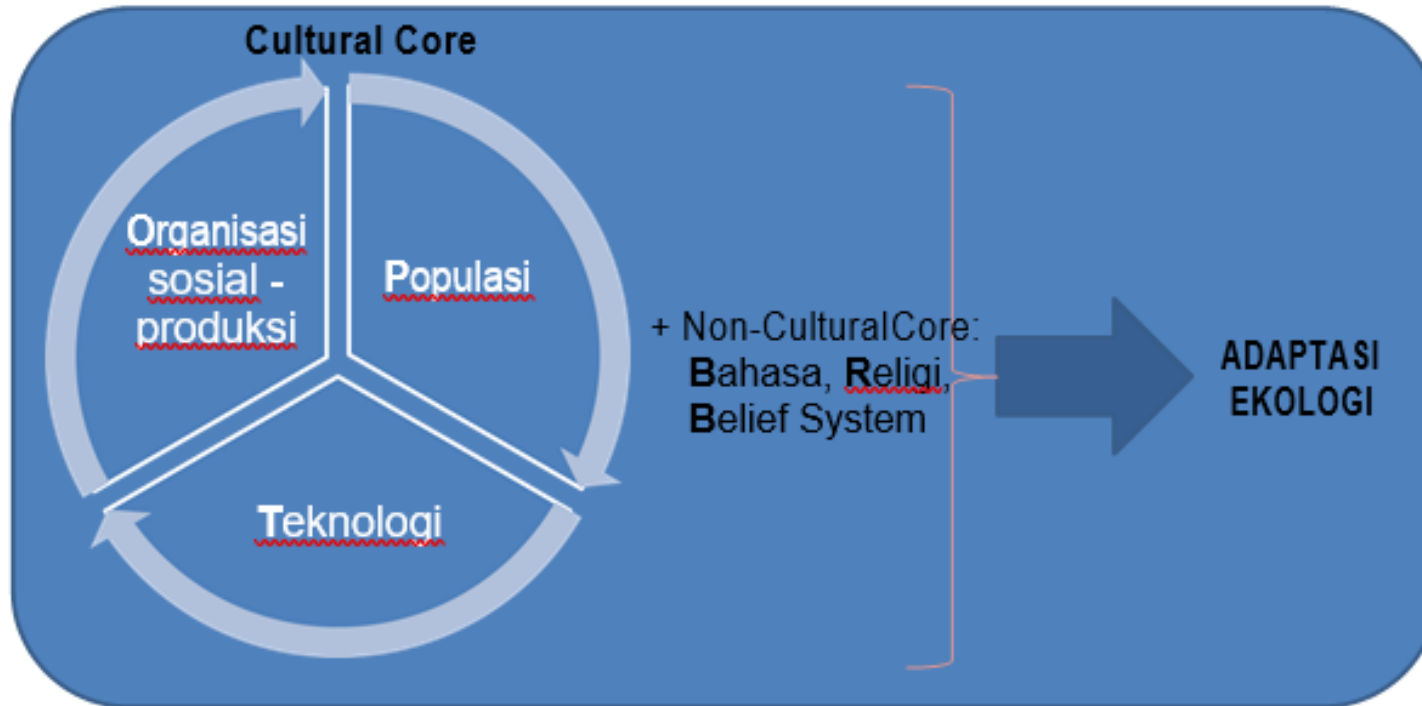 Cultural Core
Organisasi
sosial -
produksi
Populasi
Teknologi
+ Non-CulturalCore:
Bahasa, Religi,
Belief System
ADAPTASI
EKOLOGI